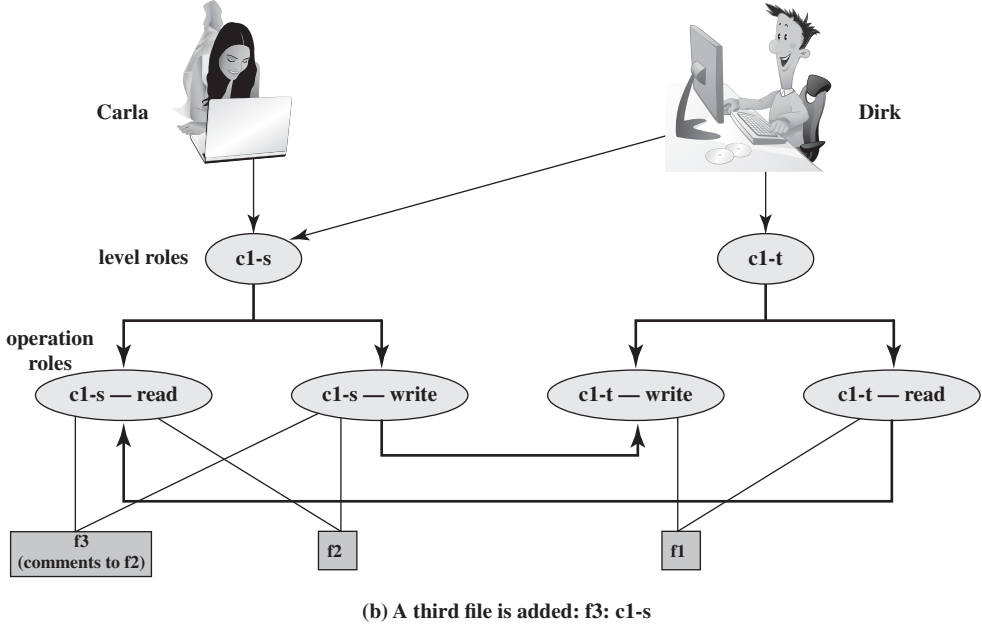 Carla
Dirk
level roles
c1-s
c1-t
operation
roles
c1-s — read
c1-s — write
c1-t — write
c1-t — read
f3
(comments to f2)
f2
f1
(b) A third file is added: f3: c1-s